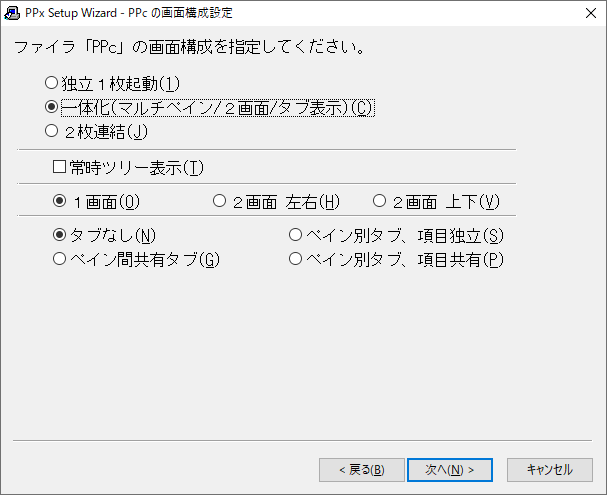 PPx Setup Wizard - PPc の画面構成設定
ファイラ「PPc」の画面構成を指定してください。
独立１枚起動(1)
一体化(マルチペイン/２画面/タブ表示)(C)
２枚連結(J)
常時ツリー表示(T)
１画面(O) ２画面 左右(H) ２画面 上下(V)
タブなし(N) ペイン別タブ、項目独立(S)
ペイン間共有タブ(G) ペイン別タブ、項目共有(P)
< 戻る(B) 次へ(N) > キャンセル